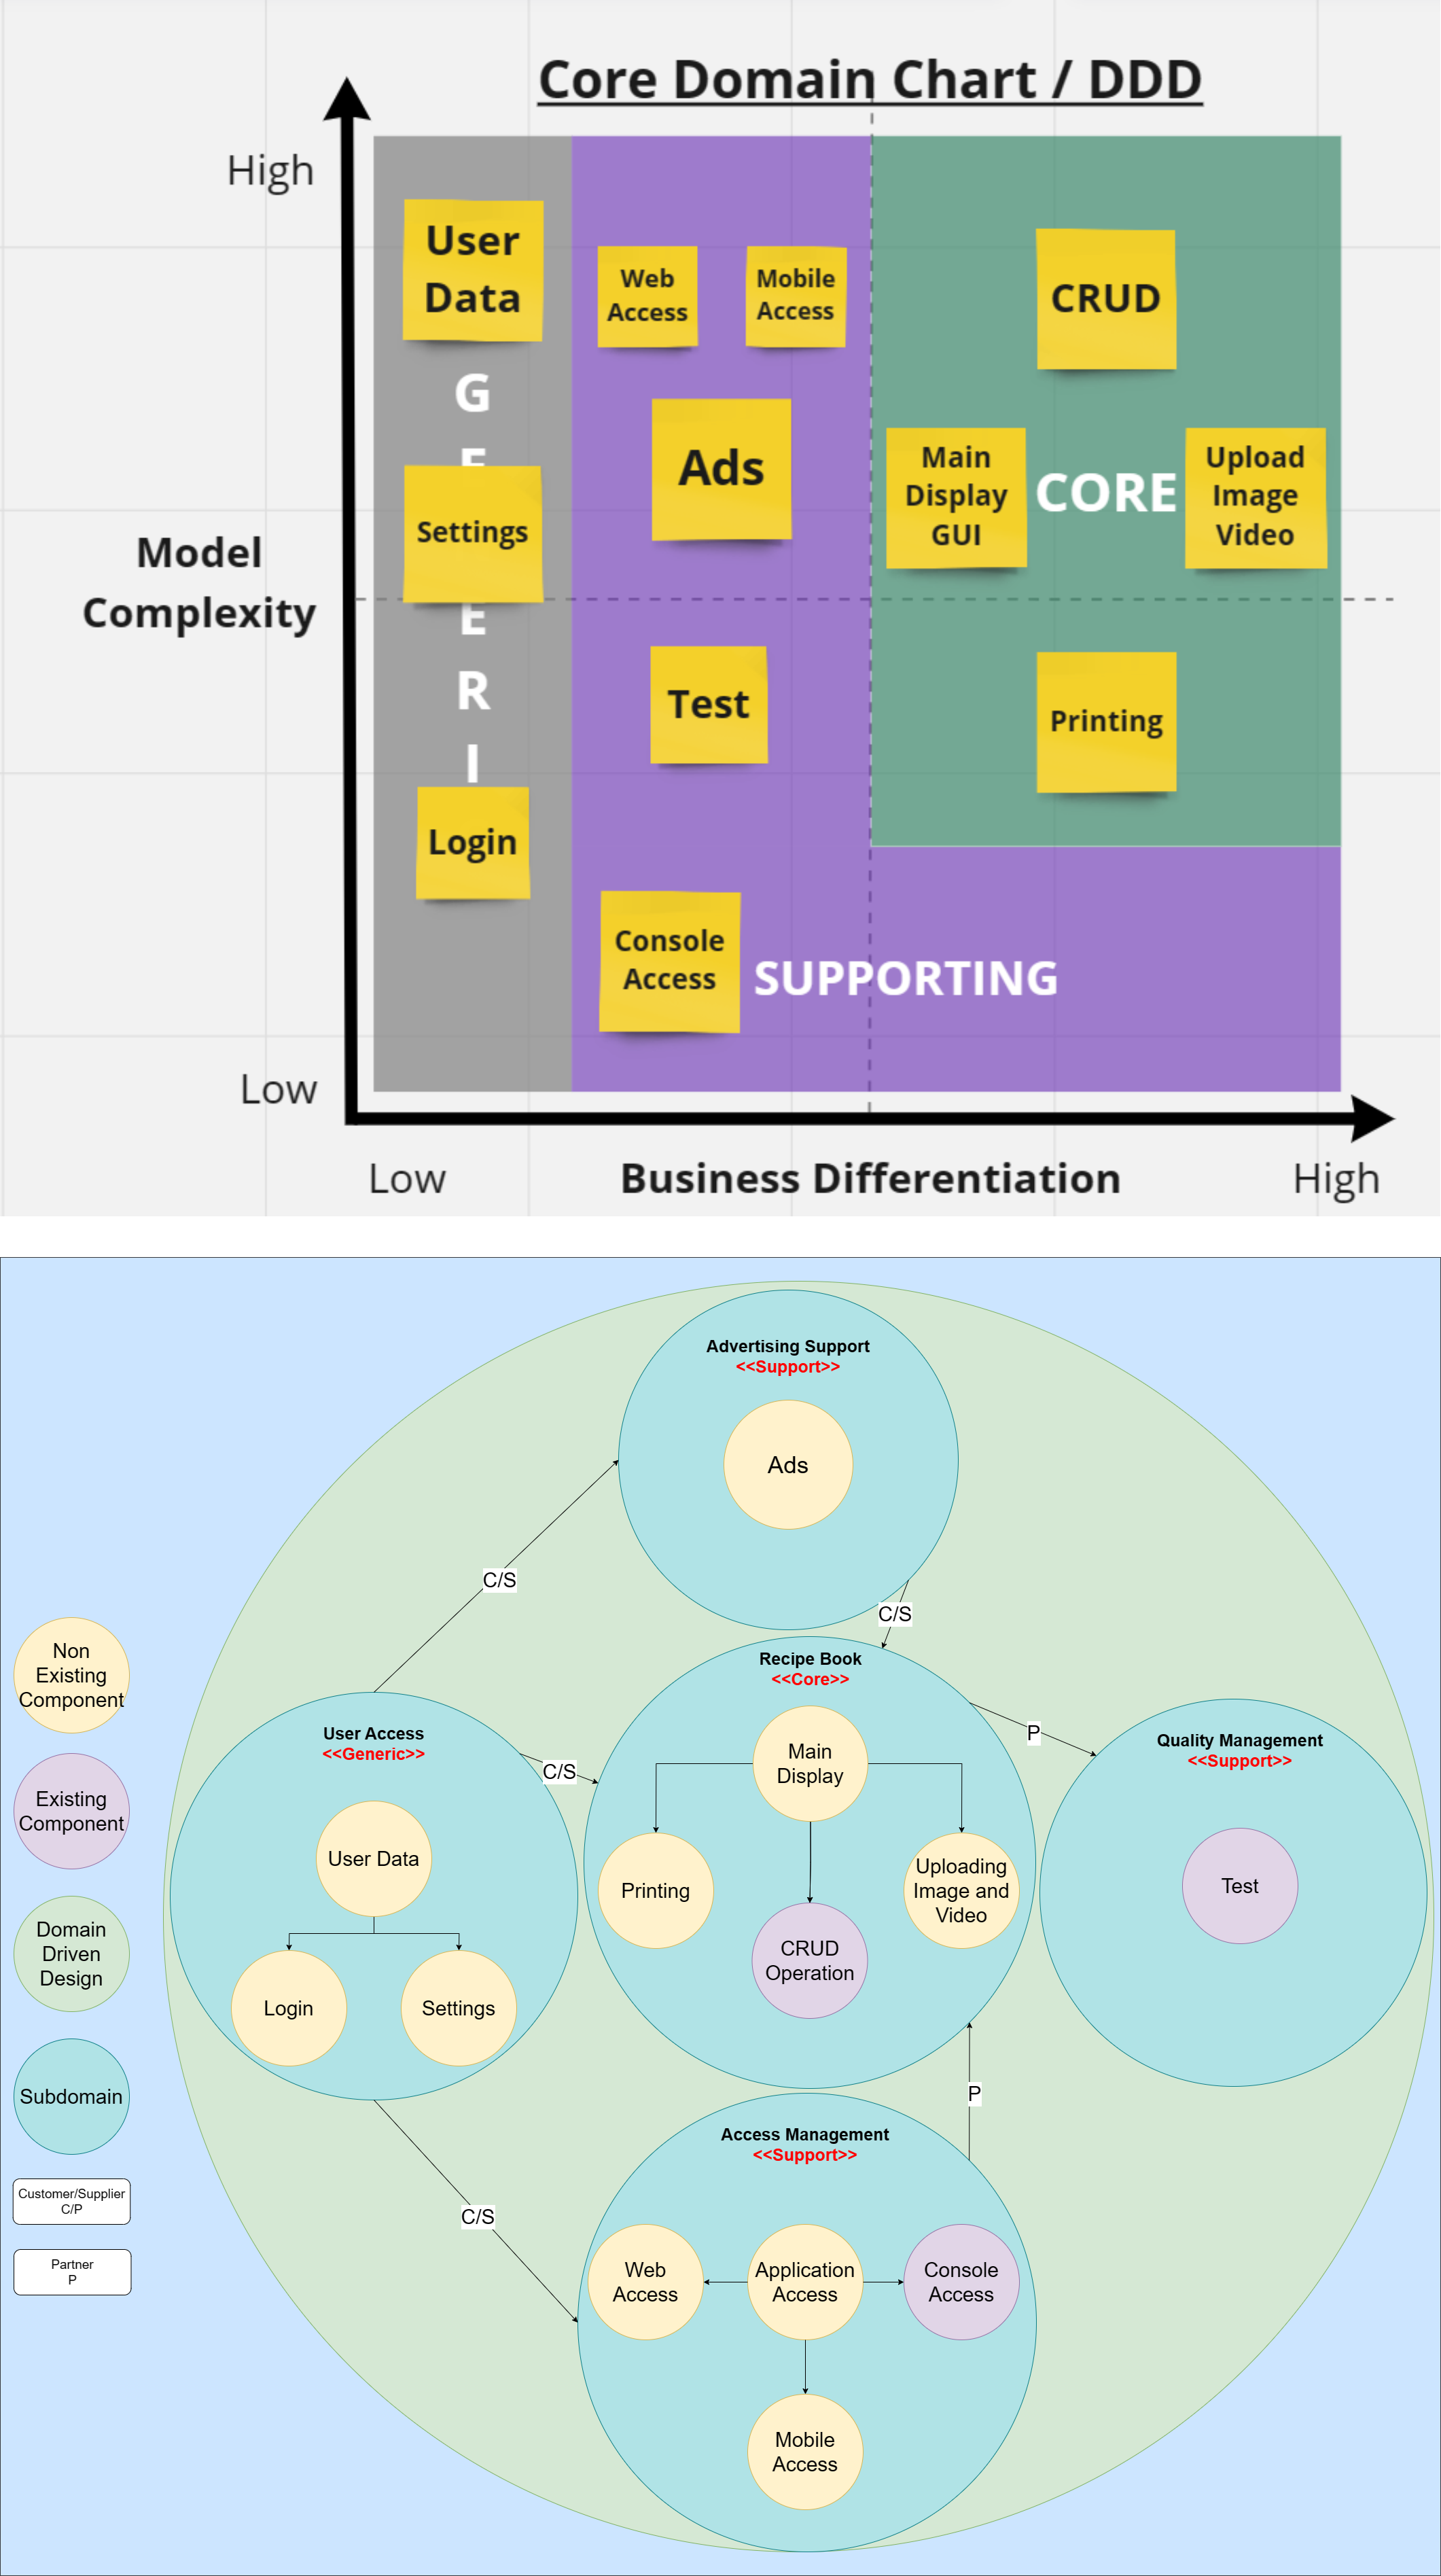 Core Domain Chart / DDD
High
User
Data
Web
Access
Mobile
Access
CRUD
G
E
Ads
Main
Display
GUI
CORE
Upload
Image
Video
Settings
Model
Complexity
E
R
I
Test
Printing
Login
Console
Access
SUPPORTING
Low
Low
Business Differentiation
High
Advertising Support
<<Support>>
Ads
C/S
C/S
Non
Existing
Component
Existing
Component
Domain
Driven
Design
Subdomain
Customer/Supplier
C/P
Partner
P
User Access
<<Generic>>
User Data
Login
Settings
C/S
Recipe Book
<<Core>>
Main
Display
Printing
CRUD
Operation
Uploading
Image and
Video
P
Quality Management
<<Support>>
Test
P
C/S
Access Management
<<Support>>
Web
Access
Application
Access
Console
Access
Mobile
Access